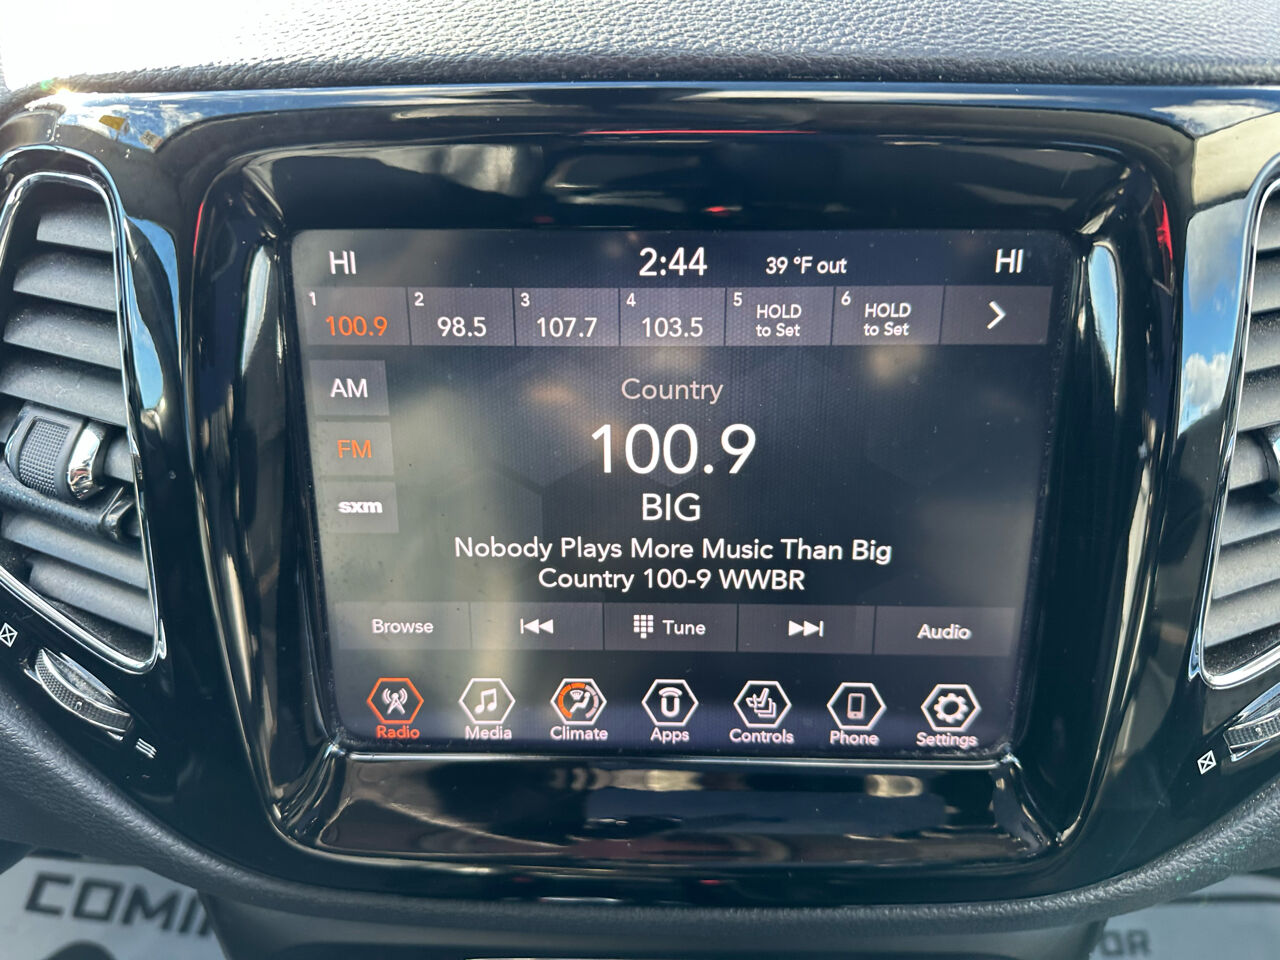 HI 2:44 39 °F out HI
1 100.9
2 98.5
3 107.7
4 103.5
5 HOLD to Set
6 HOLD to Set
AM
FM
sxm
Country
100.9
BIG
Nobody Plays More Music Than Big
Country 100-9 WWBR
Browse Tune Audio
Radio Media Climate Apps Controls Phone Settings
COMI
OR